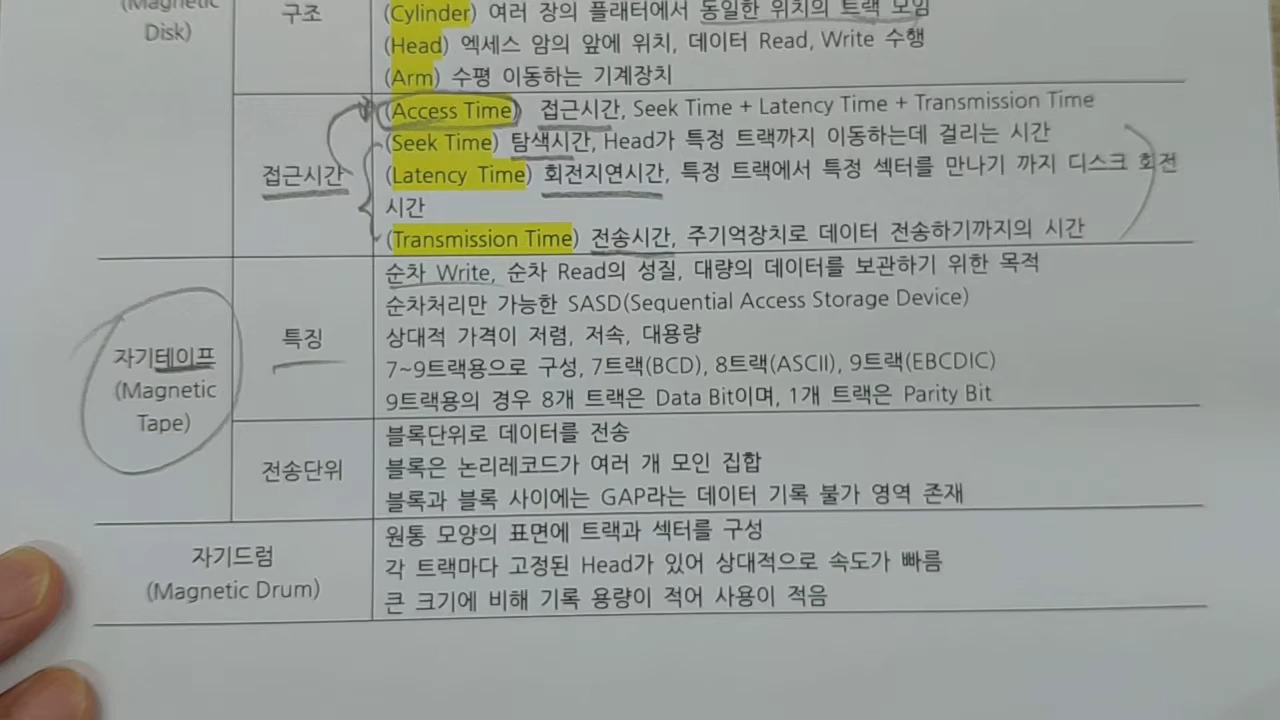 (Magnetic
Disk)
구조
(Cylinder) 여러 장의 플래터에서 동일한 위치의 트랙 모임
(Head) 엑세스 암의 앞에 위치, 데이터 Read, Write 수행
(Arm) 수평 이동하는 기계장치
접근시간
(Access Time) 접근시간, Seek Time + Latency Time + Transmission Time
(Seek Time) 탐색시간, Head가 특정 트랙까지 이동하는데 걸리는 시간
(Latency Time) 회전지연시간, 특정 트랙에서 특정 섹터를 만나기 까지 디스크 회전
시간
(Transmission Time) 전송시간, 주기억장치로 데이터 전송하기까지의 시간
자기테이프
(Magnetic
Tape)
특징
순차 Write, 순차 Read의 성질, 대량의 데이터를 보관하기 위한 목적
순차처리만 가능한 SASD(Sequential Access Storage Device)
상대적 가격이 저렴, 저속, 대용량
7~9트랙용으로 구성, 7트랙(BCD), 8트랙(ASCII), 9트랙(EBCDIC)
9트랙용의 경우 8개 트랙은 Data Bit이며, 1개 트랙은 Parity Bit
전송단위
블록단위로 데이터를 전송
블록은 논리레코드가 여러 개 모인 집합
블록과 블록 사이에는 GAP라는 데이터 기록 불가 영역 존재
자기드럼
(Magnetic Drum)
원통 모양의 표면에 트랙과 섹터를 구성
각 트랙마다 고정된 Head가 있어 상대적으로 속도가 빠름
큰 크기에 비해 기록 용량이 적어 사용이 적음